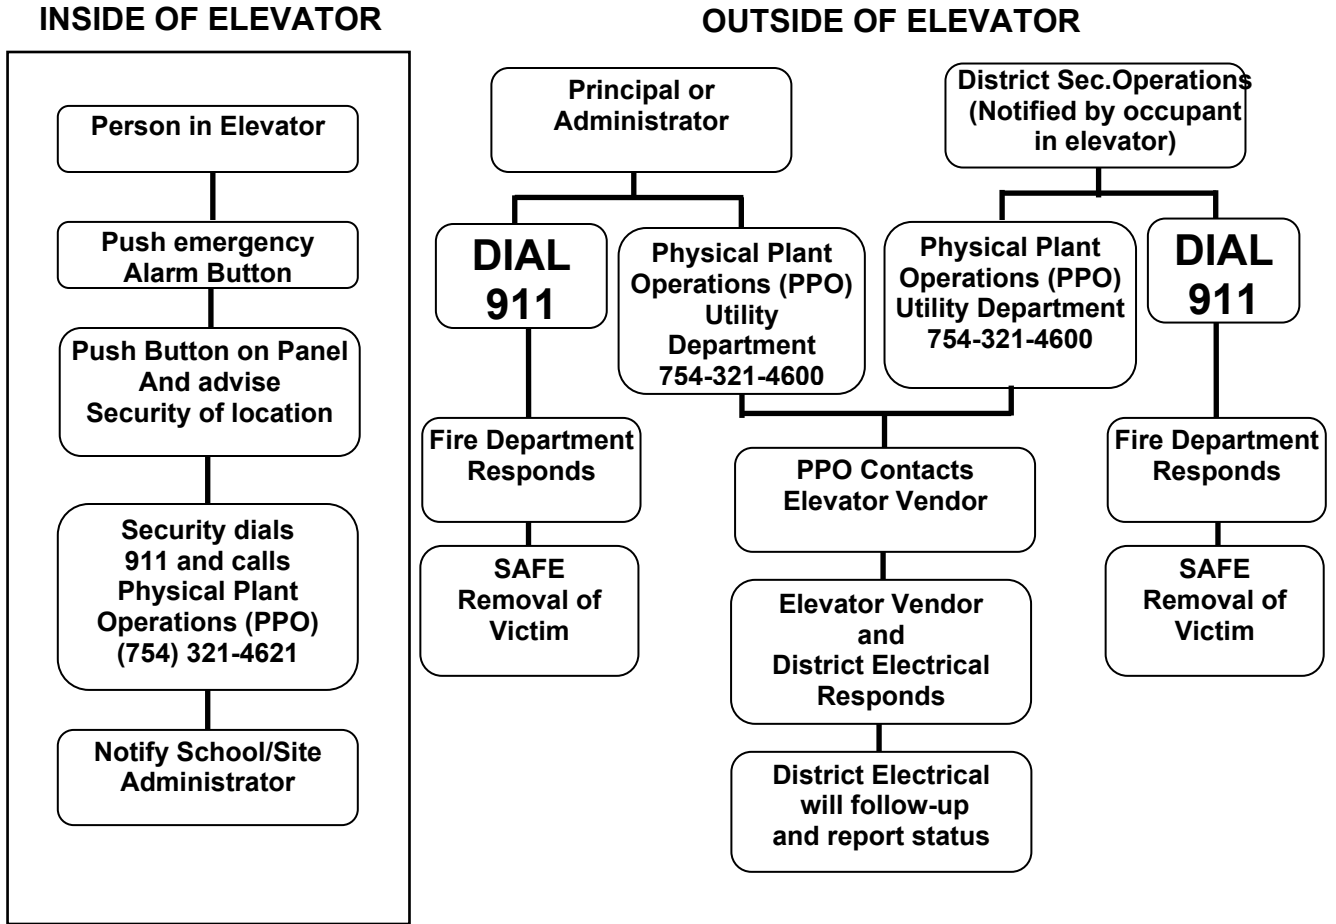 INSIDE OF ELEVATOR
Person in Elevator
Push emergency
Alarm Button
Push Button on Panel
And advise
Security of location
Security dials
911 and calls
Physical Plant
Operations (PPO)
(754) 321-4621
Notify School/Site
Administrator
OUTSIDE OF ELEVATOR
Principal or
Administrator
DIAL
911
Fire Department
Responds
SAFE
Removal of
Victim
Physical Plant
Operations (PPO)
Utility
Department
754-321-4600
District Sec.Operations
(Notified by occupant
in elevator)
Physical Plant
Operations (PPO)
Utility Department
754-321-4600
PPO Contacts
Elevator Vendor
Elevator Vendor
and
District Electrical
Responds
District Electrical
will follow-up
and report status
DIAL
911
Fire Department
Responds
SAFE
Removal of
Victim